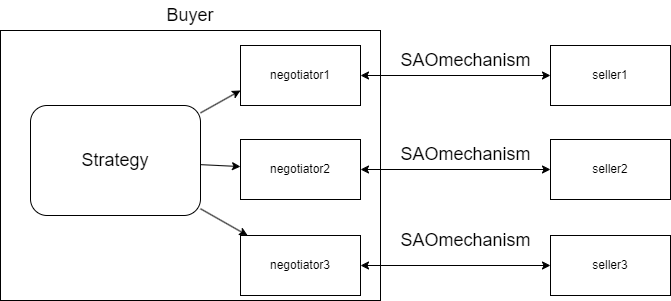 Buyer
negotiator1
SAOmechanism
seller1
Strategy
negotiator2
SAOmechanism
seller2
negotiator3
SAOmechanism
seller3